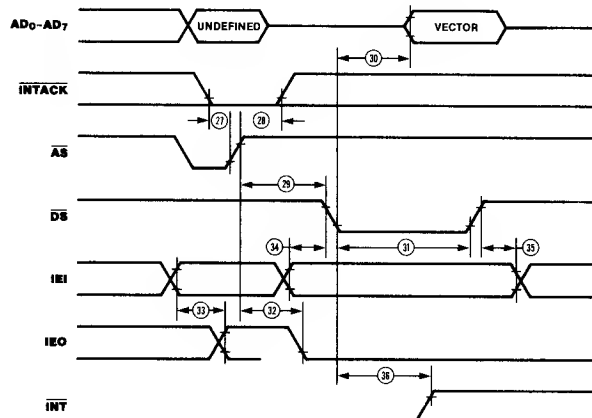 AD0-AD7 UNDEFINED VECTOR
30
INTACK
27 28
AS
29
DS
34 31 35
IEI
33 32
IEO
36
INT